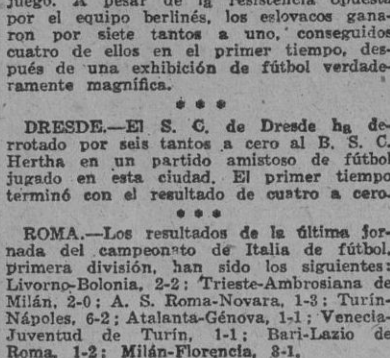 juego. A pesar de la resistencia opuesta
por el equipo berlinés, los eslovacos gana-
ron por siete tantos a uno, conseguidos
cuatro de ellos en el primer tiempo, des-
pués de una exhibición de fútbol verdade-
ramente magnífica.
* * *
DRESDE.—El S. C. de Dresde ha de-
rrotado por seis tantos a cero al B. S. C.
Hertha en un partido amistoso de fútbol
jugado en esta ciudad. El primer tiempo
terminó con el resultado de cuatro a cero.
* * *
ROMA.—Los resultados de la última jor-
nada del campeonato de Italia de fútbol,
primera división, han sido los siguientes:
Livorno-Bolonia, 2-2; Trieste-Ambrosiana de
Milán, 2-0; A. S. Roma-Novara, 1-3; Turín-
Nápoles, 6-2; Atalanta-Génova, 1-1; Venecia-
Juventud de Turín, 1-1; Bari-Lazio de
Roma, 1-2; Milán-Florencia, 3-1.